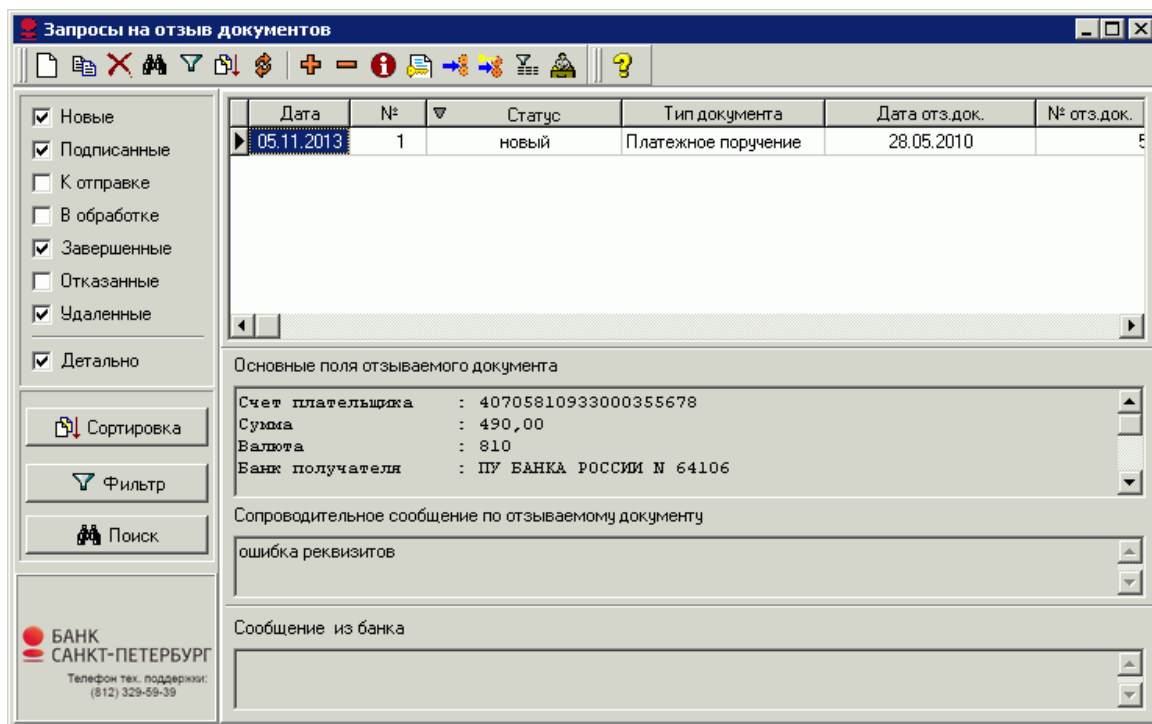 Запросы на отзыв документов
Новые
Подписанные
К отправке
В обработке
Завершенные
Отказанные
Удаленные
Детально
Сортировка
Фильтр
Поиск
БАНК
САНКТ-ПЕТЕРБУРГ
Телефон тех. поддержки:
(812) 329-59-39
Дата № Статус Тип документа Дата отз.док. № отз.док.
05.11.2013 1 новый Платежное поручение 28.05.2010
Основные поля отзываемого документа
Счет плательщика : 40705810933000355678
Сумма : 490,00
Валюта : 810
Банк получателя : ПУ БАНКА РОССИИ N 64106
Сопроводительное сообщение по отзываемому документу
ошибка реквизитов
Сообщение из банка